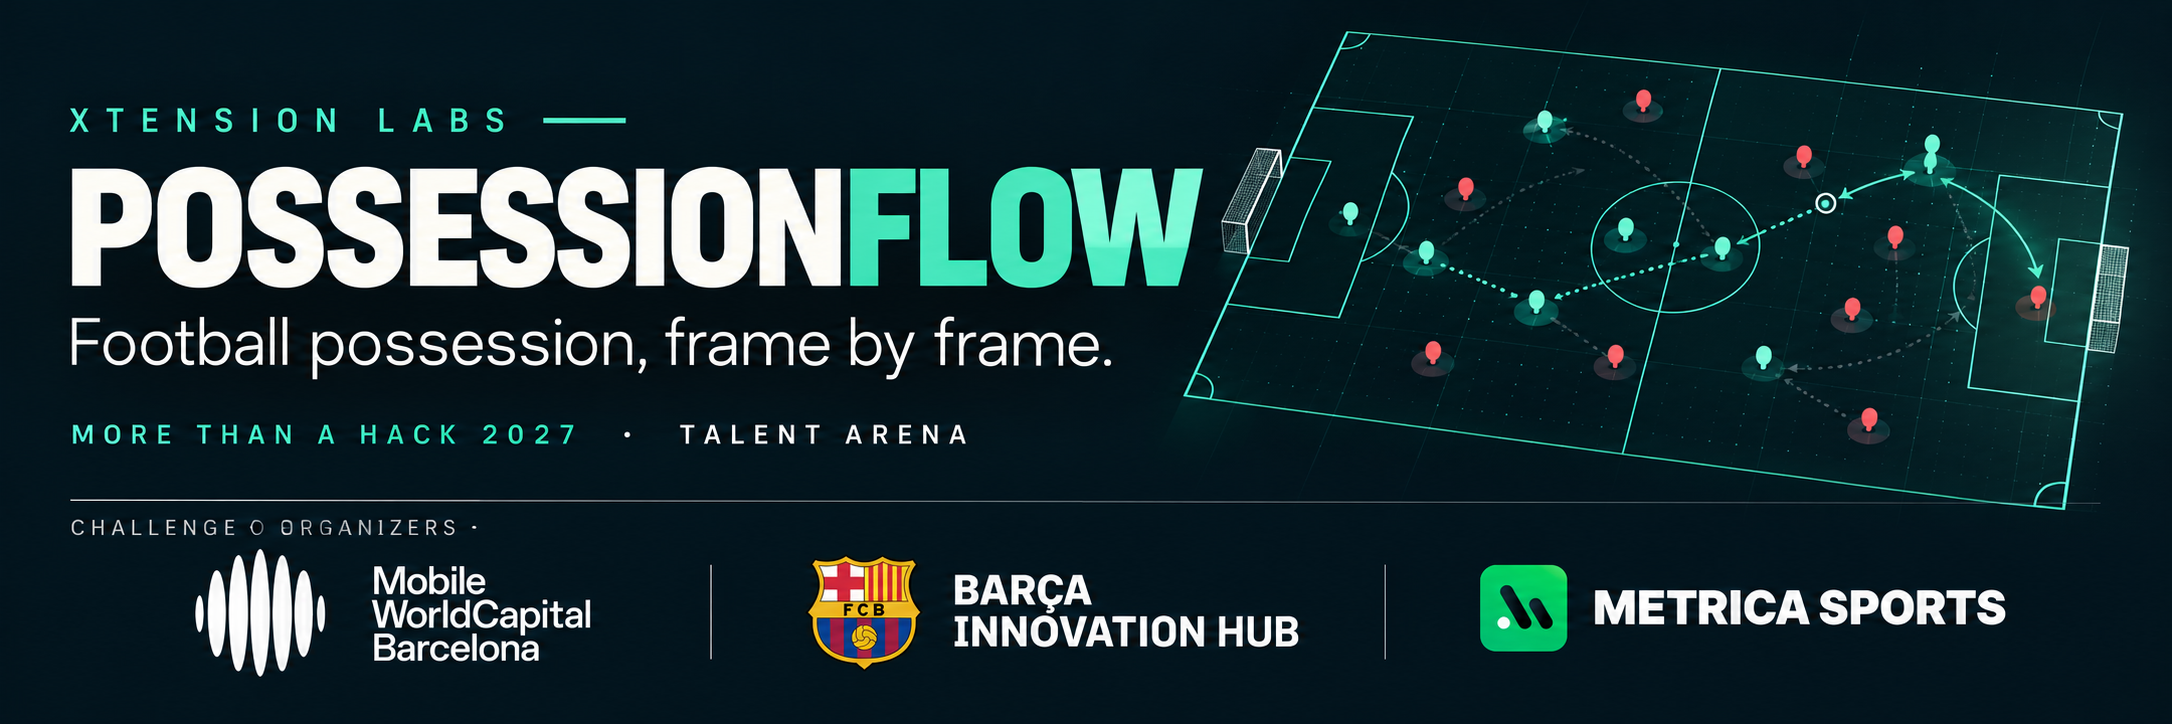 XTENSION LABS
POSSESSIONFLOW
Football possession, frame by frame.
MORE THAN A HACK 2027 · TALENT ARENA
CHALLENGE O ORGANIZERS ·
Mobile
WorldCapital
Barcelona
FCB
BARÇA
INNOVATION HUB
METRICA SPORTS